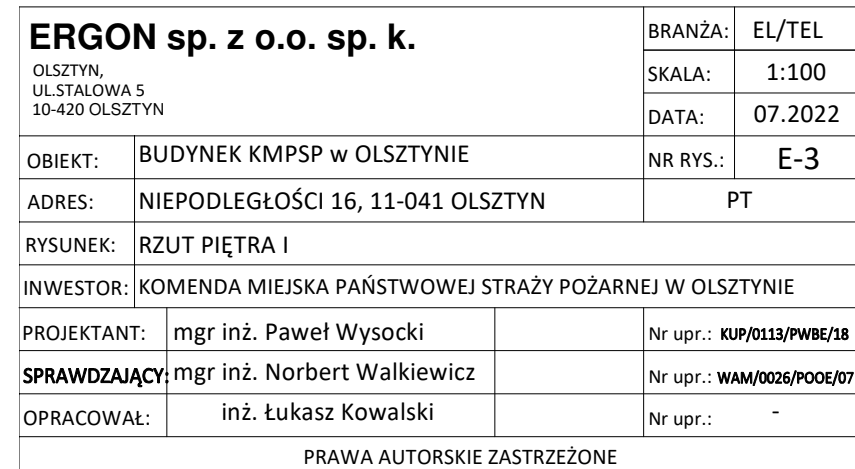 ERGON sp. z o.o. sp. k.
OLSZTYN,
UL.STALOWA 5
10-420 OLSZTYN
BRANŻA: EL/TEL
SKALA: 1:100
DATA: 07.2022
OBIEKT: BUDYNEK KMPSP w OLSZTYNIE NR RYS.: E-3
ADRES: NIEPODLEGŁOŚCI 16, 11-041 OLSZTYN PT
RYSUNEK: RZUT PIĘTRA I
INWESTOR: KOMENDA MIEJSKA PAŃSTWOWEJ STRAŻY POŻARNEJ W OLSZTYNIE
PROJEKTANT: mgr inż. Paweł Wysocki Nr upr.: KUP/0113/PWBE/18
SPRAWDZAJĄCY: mgr inż. Norbert Walkiewicz Nr upr.: WAM/0026/POOE/07
OPRACOWAŁ: inż. Łukasz Kowalski Nr upr.: -
PRAWA AUTORSKIE ZASTRZEŻONE